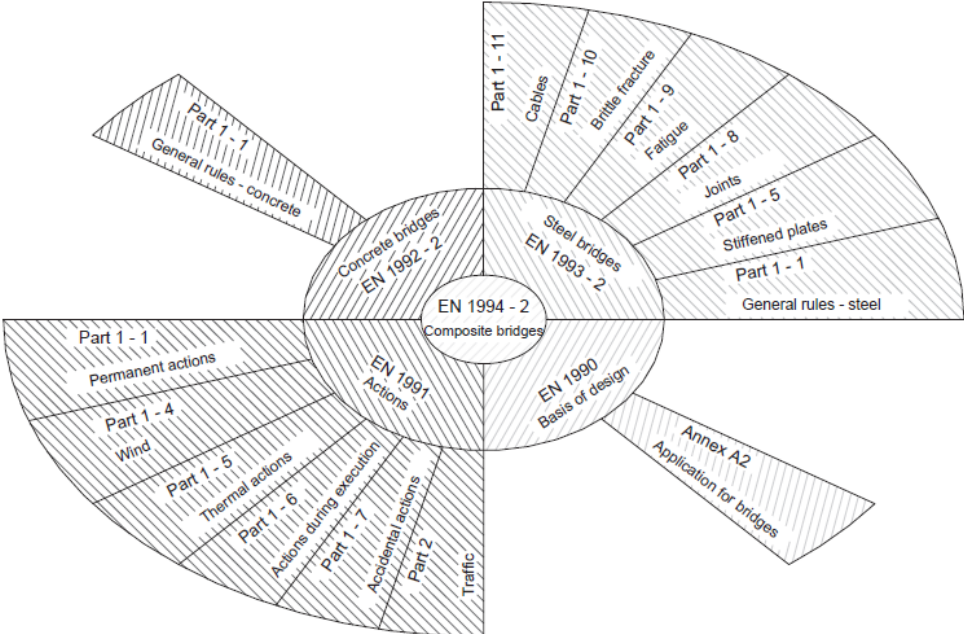 Part 1 - 11
Cables
Part 1 - 10
Brittle fracture
Part 1 - 9
Fatigue
Part 1 - 8
Joints
Part 1 - 5
Stiffened plates
Part 1 - 1
General rules - steel
Part 1 - 1
General rules - concrete
Concrete bridges
EN 1992 - 2
Steel bridges
EN 1993 - 2
EN 1994 - 2
Composite bridges
EN 1991
Actions
EN 1990
Basis of design
Part 1 - 1
Permanent actions
Part 1 - 4
Wind
Part 1 - 5
Thermal actions
Part 1 - 6
Actions during execution
Part 1 - 7
Accidental actions
Part 2
Traffic
Annex A2
Application for bridges